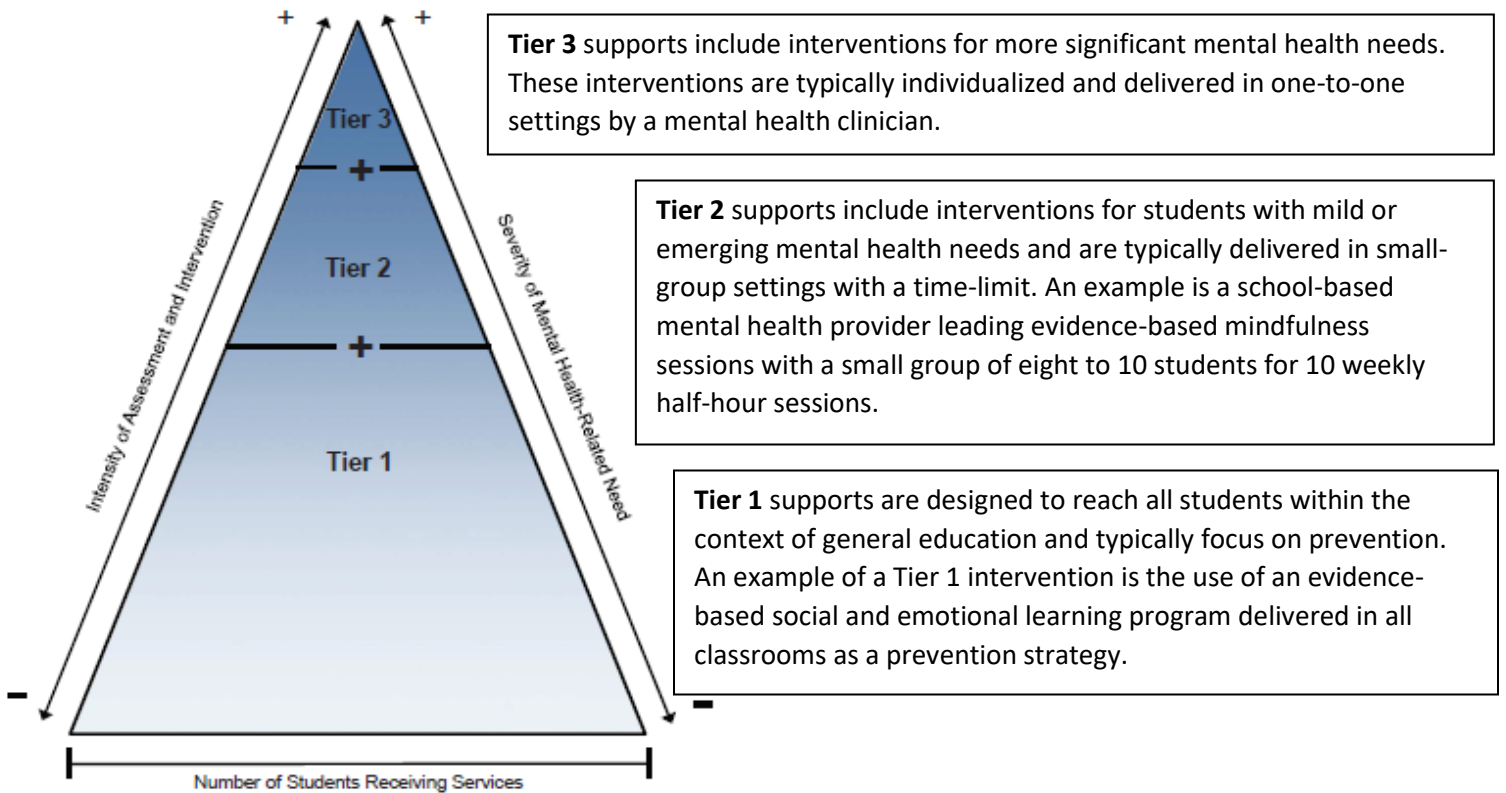 + +
Tier 3 supports include interventions for more significant mental health needs.
These interventions are typically individualized and delivered in one-to-one
settings by a mental health clinician.
Tier 3
+
Tier 2 supports include interventions for students with mild or
emerging mental health needs and are typically delivered in small-
group settings with a time-limit. An example is a school-based
mental health provider leading evidence-based mindfulness
sessions with a small group of eight to 10 students for 10 weekly
half-hour sessions.
Tier 2
+
Intensity of Assessment and Intervention
Severity of Mental Health-Related Need
Tier 1
Tier 1 supports are designed to reach all students within the
context of general education and typically focus on prevention.
An example of a Tier 1 intervention is the use of an evidence-
based social and emotional learning program delivered in all
classrooms as a prevention strategy.
- -
Number of Students Receiving Services